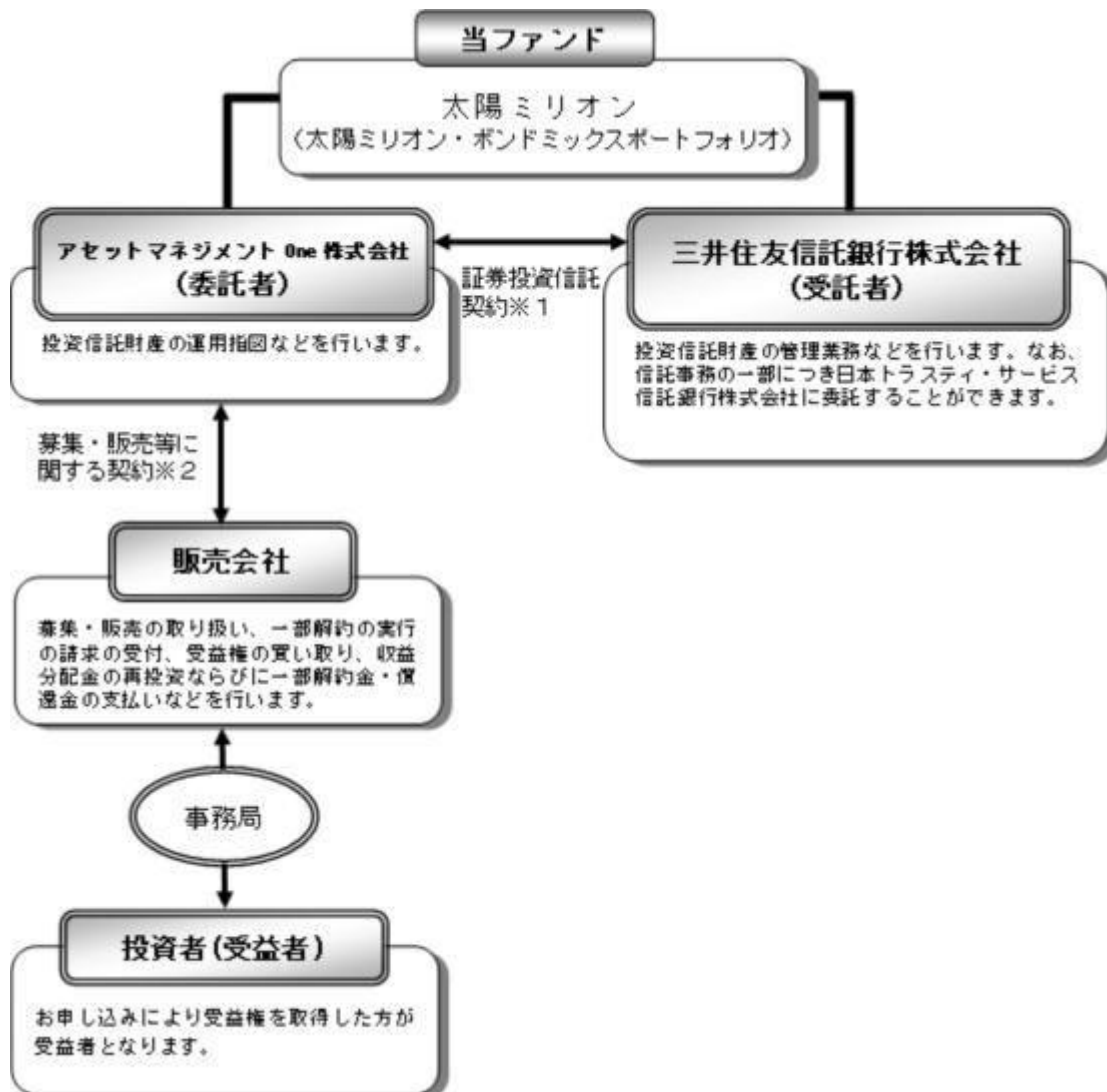 当ファンド
太陽ミリオン
〈太陽ミリオン・ボンドミックスポートフォリオ〉
アセットマネジメント One 株式会社
(委託者)
投資信託財産の運用指図などを行います。
証券投資信託
契約※1
三井住友信託銀行株式会社
(受託者)
投資信託財産の管理業務などを行います。なお、
信託事務の一部につき日本トラスティ・サービス
信託銀行株式会社に委託することができます。
募集・販売等に
関する契約※2
販売会社
募集・販売の取り扱い、一部解約の実行
の請求の受付、受益権の買い取り、収益
分配金の再投資ならびに一部解約金・償
還金の支払いなどを行います。
事務局
投資者(受益者)
お申し込みにより受益権を取得した方が
受益者となります。